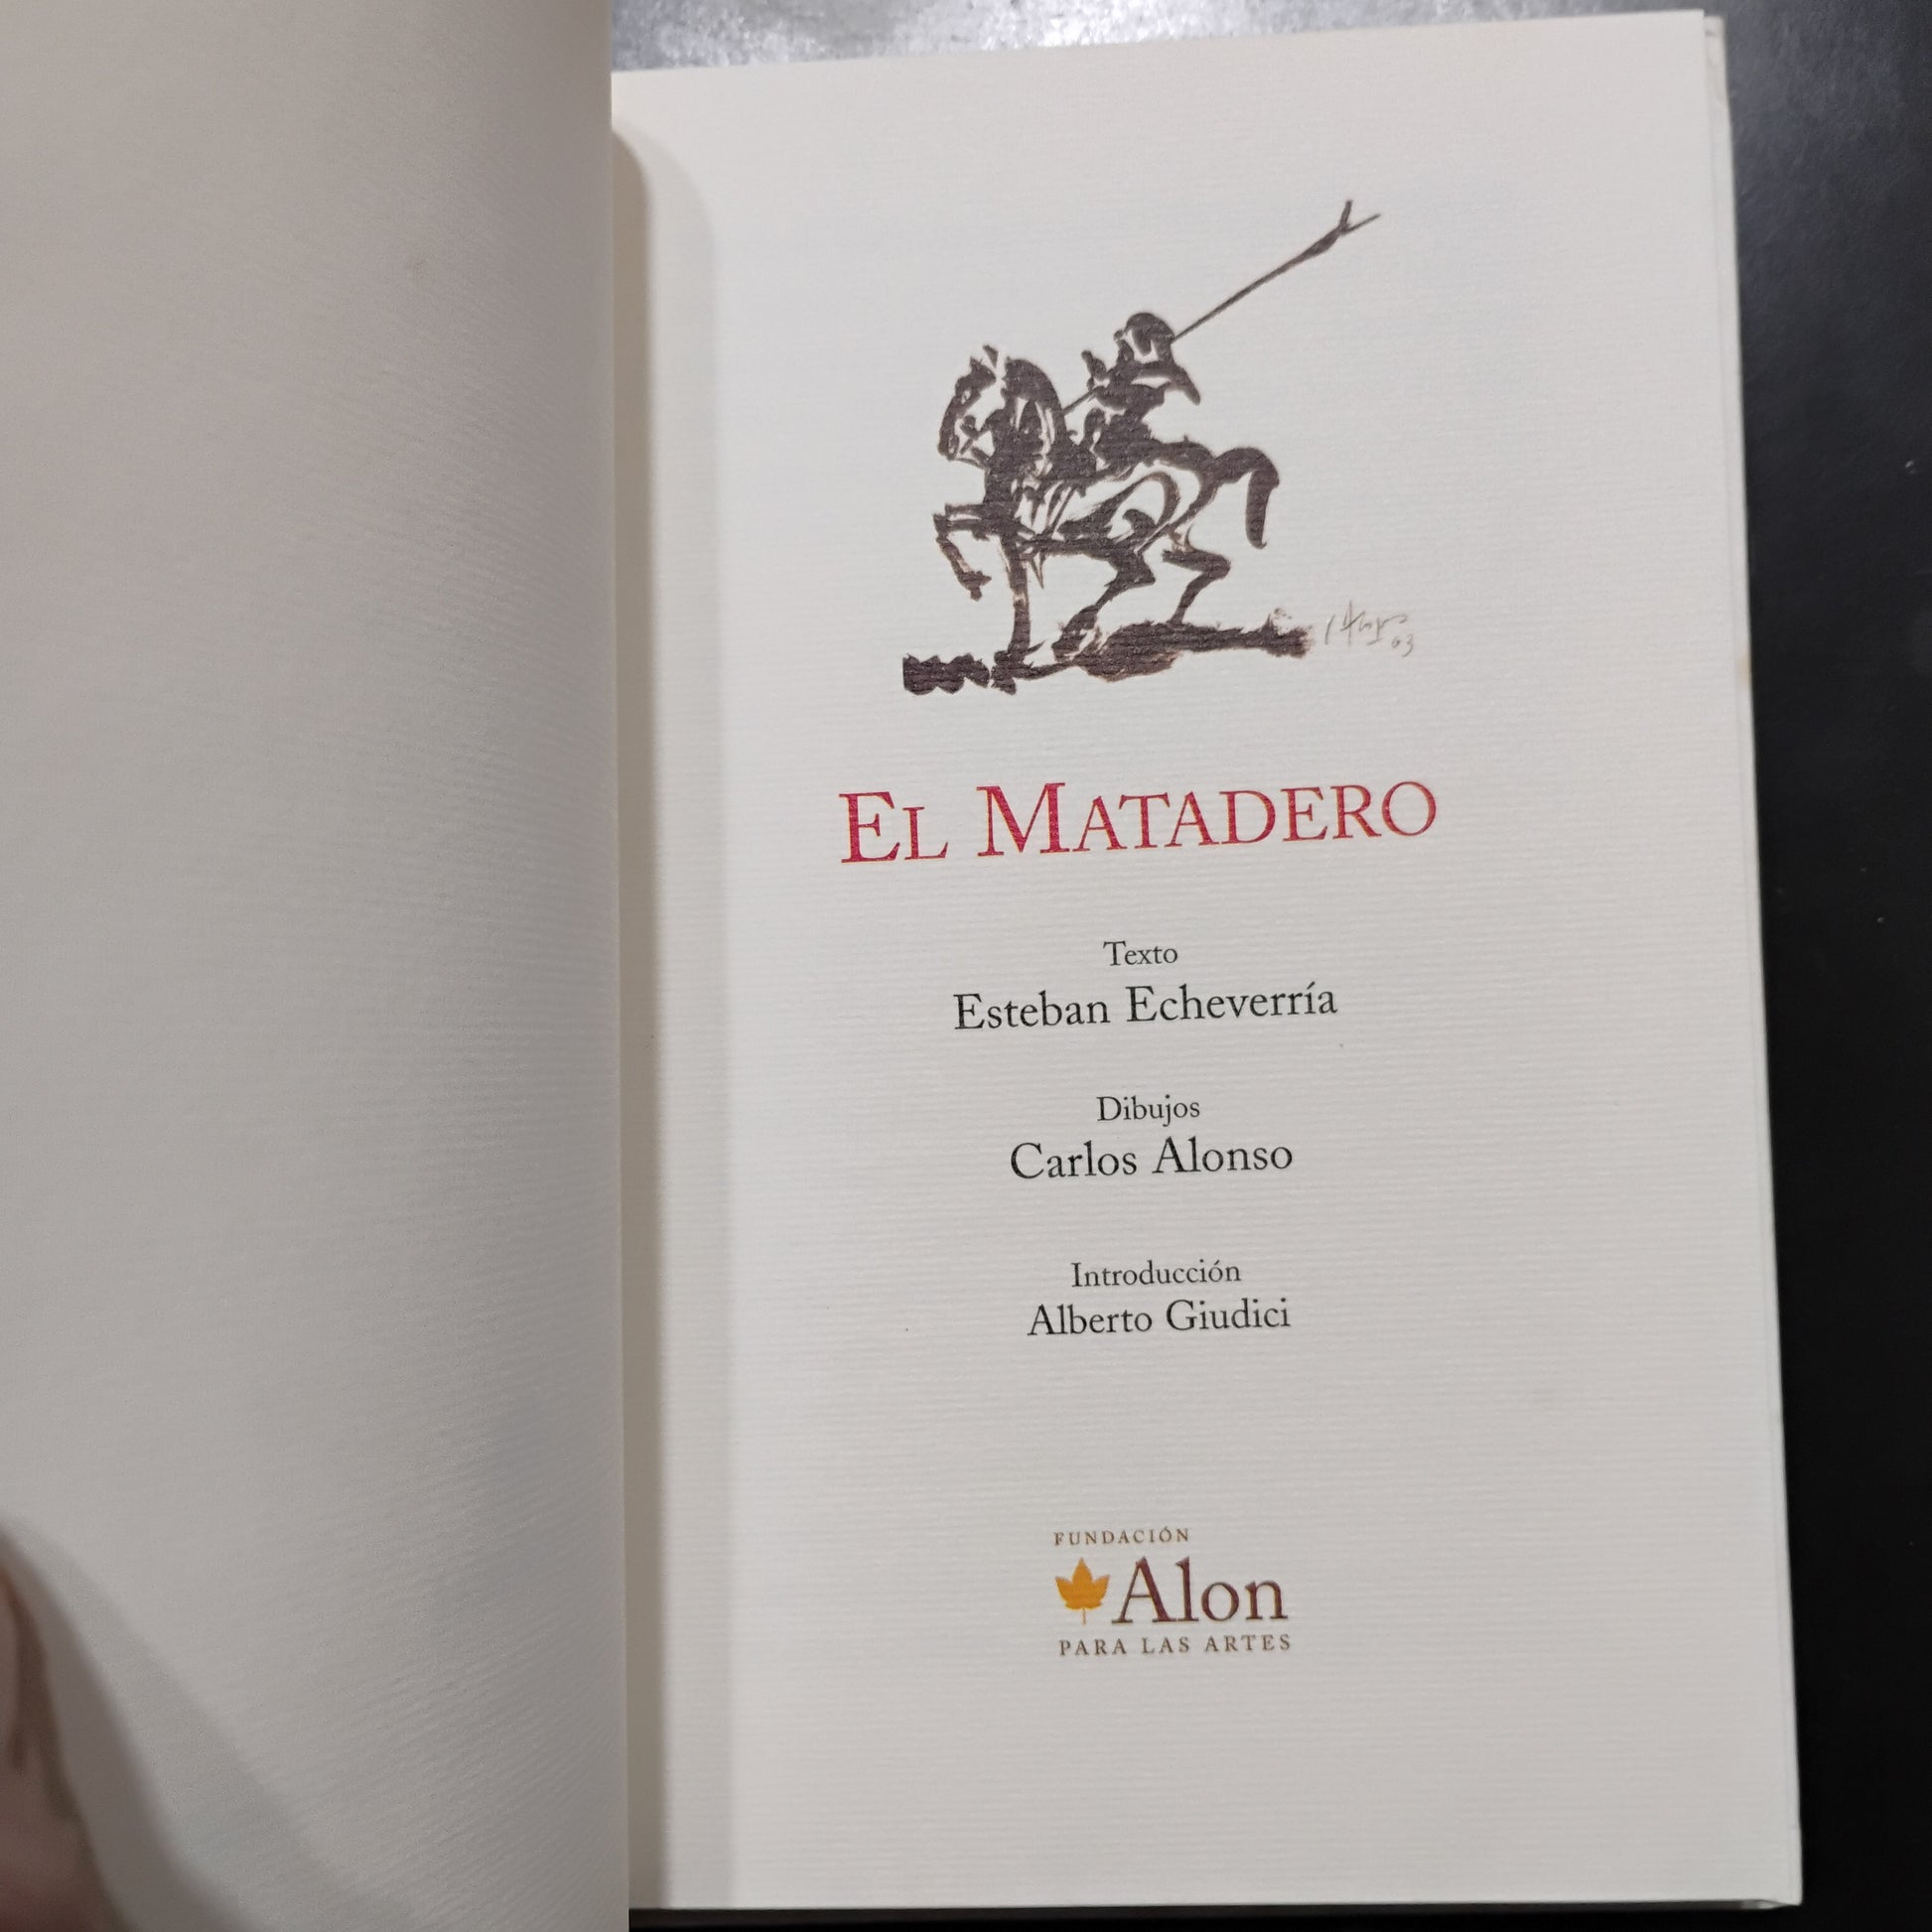 EL MATADERO
Texto
Esteban Echeverría
Dibujos
Carlos Alonso
Introducción
Alberto Giudici
FUNDACIÓN
Alon
PARA LAS ARTES